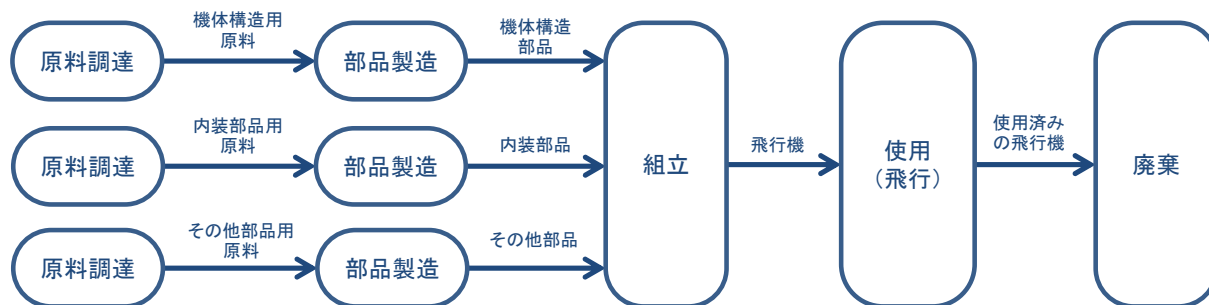 機体構造用
原料
機体構造
部品
原料調達
部品製造
内装部品用
原料
内装部品
原料調達
部品製造
組立
飛行機
使用
（飛行）
使用済み
の飛行機
廃棄
その他部品用
原料
その他部品
原料調達
部品製造